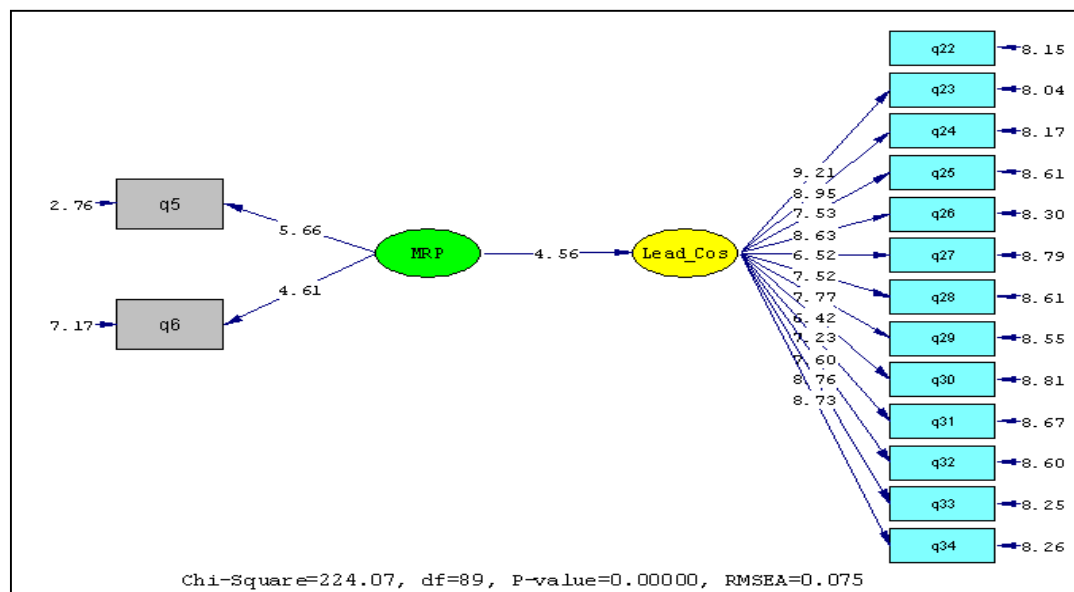 q22 8.15
q23 8.04
q24 8.17
9.21
q25 8.61
8.95
2.76 q5
7.53
q26 8.30
5.66
8.63
MRP 4.56 Lead_Cos
6.52
q27 8.79
7.52
4.61
7.77
q28 8.61
6.42
7.17 q6
7.23
q29 8.55
7.60
8.76
q30 8.81
8.73
q31 8.67
q32 8.60
q33 8.25
q34 8.26
Chi-Square=224.07, df=89, P-value=0.00000, RMSEA=0.075